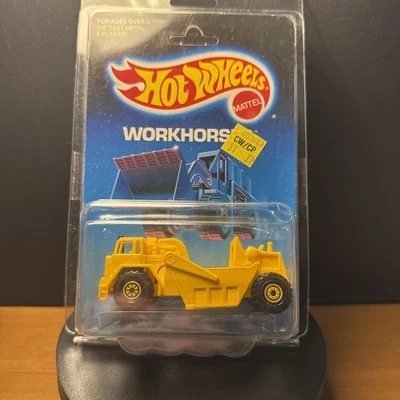 FOR AGES OVER 3
DIE CAST METAL
& PLASTIC
HOT WHEELS
MATTEL
WORKHORS
CW/CP